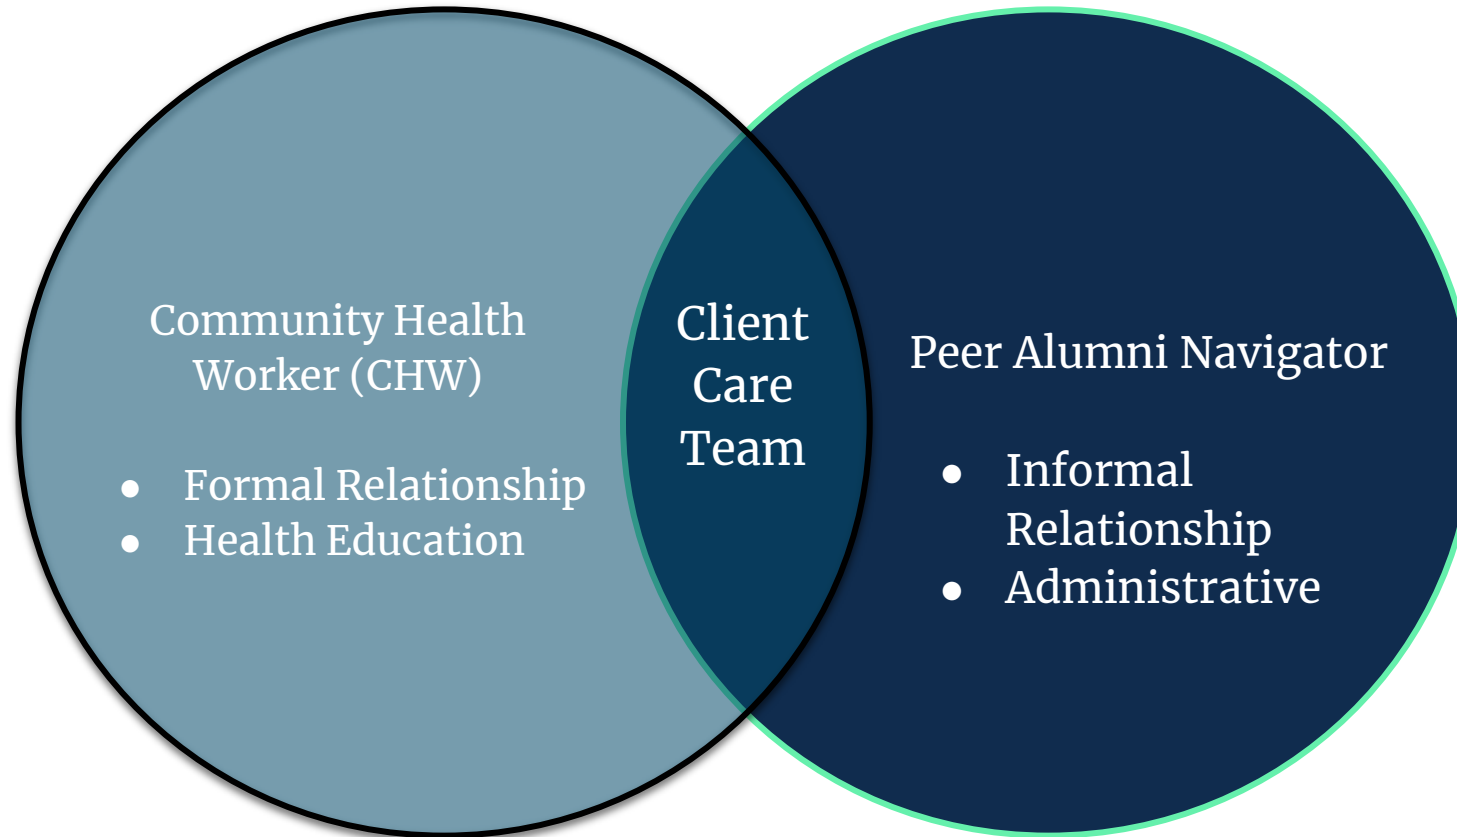 Community Health
Worker (CHW)
● Formal Relationship
● Health Education
Client
Care
Team
Peer Alumni Navigator
● Informal
Relationship
● Administrative